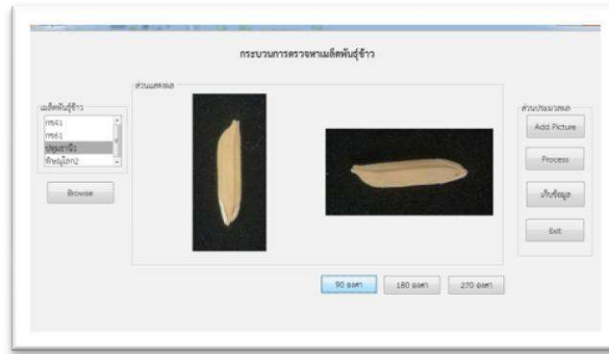 กระบวนการตรวจหาเมล็ดพันธุ์ข้าว
ส่วนแสดงผล
เมล็ดพันธุ์ข้าว
กข41
กข61
ปทุมธานี1
พิษณุโลก2
Browse
ส่วนประมวลผล
Add Picture
Process
เก็บข้อมูล
Exit
90 องศา
180 องศา
270 องศา